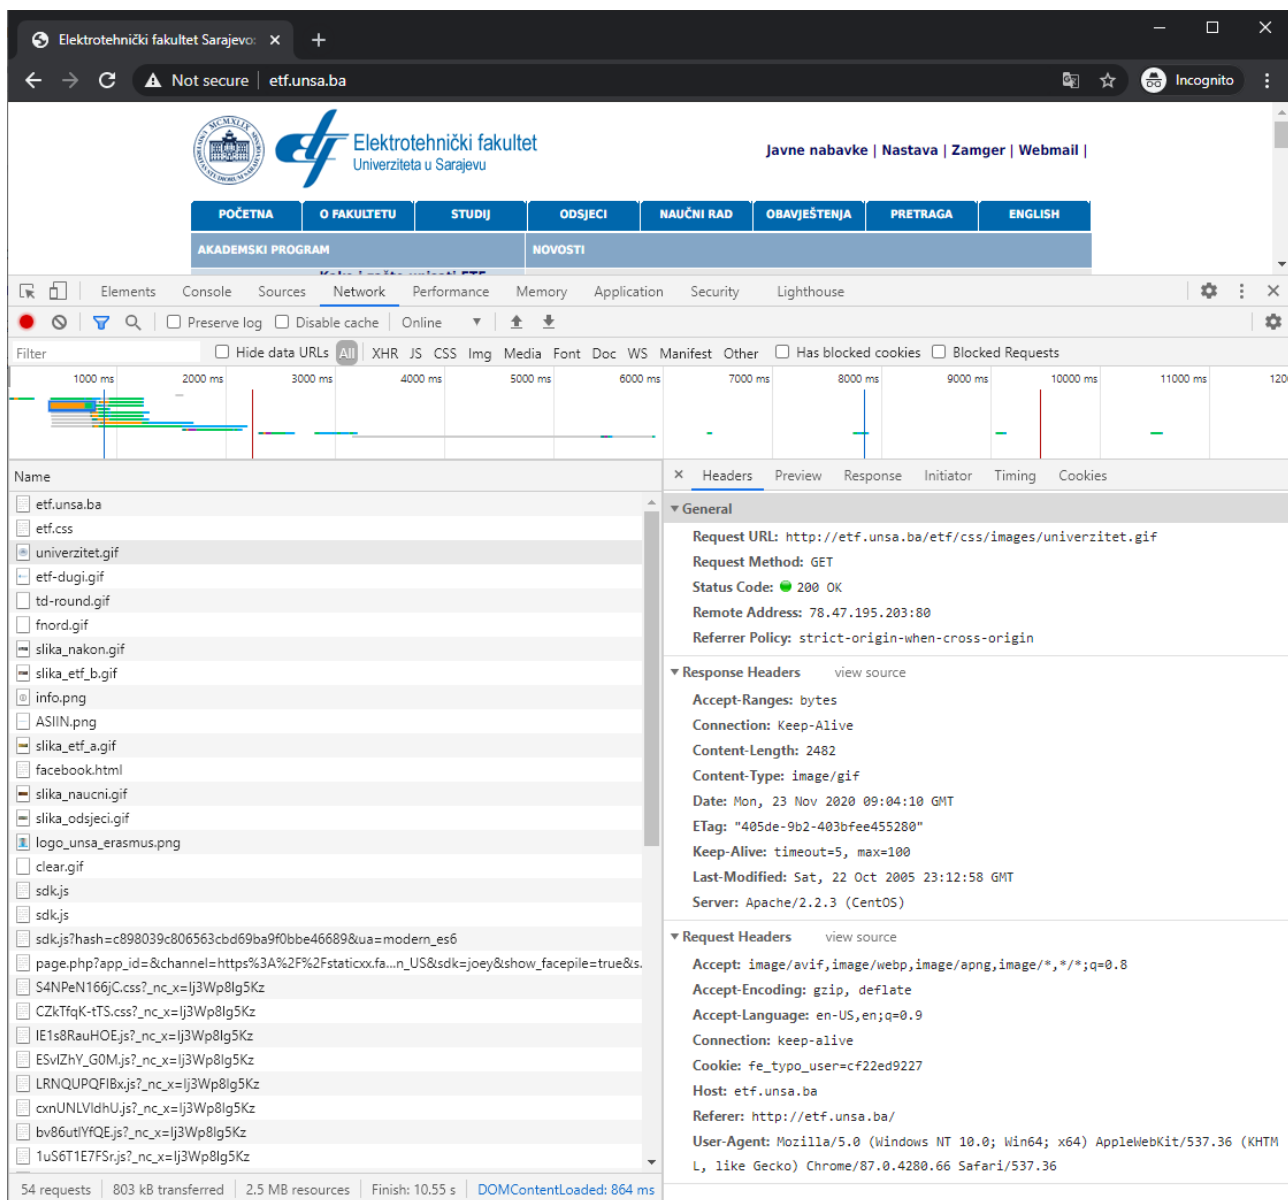 Elektrotehnički fakultet Sarajevo:
Not secure | etf.unsa.ba
Incognito
Elektrotehnički fakultet
Univerziteta u Sarajevu
Javne nabavke | Nastava | Zamger | Webmail |
POČETNA O FAKULTETU STUDIJ ODSJECI NAUČNI RAD OBAVJEŠTENJA PRETRAGA ENGLISH
AKADEMSKI PROGRAM NOVOSTI
Elements Console Sources Network Performance Memory Application Security Lighthouse
Preserve log Disable cache Online
Filter Hide data URLs All XHR JS CSS Img Media Font Doc WS Manifest Other Has blocked cookies Blocked Requests
1000 ms 2000 ms 3000 ms 4000 ms 5000 ms 6000 ms 7000 ms 8000 ms 9000 ms 10000 ms 11000 ms 120
Name
etf.unsa.ba
etf.css
univerzitet.gif
etf-dugi.gif
td-round.gif
fnord.gif
slika_nakon.gif
slika_etf_b.gif
info.png
ASIIN.png
slika_etf_a.gif
facebook.html
slika_naucni.gif
slika_odsjeci.gif
logo_unsa_erasmus.png
clear.gif
sdk.js
sdk.js
sdk.js?hash=c898039c806563cbd69ba9f0bbe46689&ua=modern_es6
page.php?app_id=&channel=https%3A%2F%2Fstaticxx.fa...n_US&sdk=joey&show_facepile=true&s.
S4NPeN166jC.css?_nc_x=Ij3Wp8lg5Kz
CZkTfqK-tTS.css?_nc_x=Ij3Wp8lg5Kz
IE1s8RauHOE.js?_nc_x=Ij3Wp8lg5Kz
ESvIZhY_G0M.js?_nc_x=Ij3Wp8lg5Kz
LRNQUPQFIBx.js?_nc_x=Ij3Wp8lg5Kz
cxnUNLVIdhU.js?_nc_x=Ij3Wp8lg5Kz
bv86utlYfQE.js?_nc_x=Ij3Wp8lg5Kz
1uS6T1E7FSr.js?_nc_x=Ij3Wp8lg5Kz
54 requests 803 kB transferred 2.5 MB resources Finish: 10.55 s DOMContentLoaded: 864 ms
Headers Preview Response Initiator Timing Cookies
General
Request URL: http://etf.unsa.ba/etf/css/images/univerzitet.gif
Request Method: GET
Status Code: 200 OK
Remote Address: 78.47.195.203:80
Referrer Policy: strict-origin-when-cross-origin
Response Headers view source
Accept-Ranges: bytes
Connection: Keep-Alive
Content-Length: 2482
Content-Type: image/gif
Date: Mon, 23 Nov 2020 09:04:10 GMT
ETag: "405de-9b2-403bfee455280"
Keep-Alive: timeout=5, max=100
Last-Modified: Sat, 22 Oct 2005 23:12:58 GMT
Server: Apache/2.2.3 (CentOS)
Request Headers view source
Accept: image/avif,image/webp,image/apng,image/*,*/*;q=0.8
Accept-Encoding: gzip, deflate
Accept-Language: en-US,en;q=0.9
Connection: keep-alive
Cookie: fe_typo_user=cf22ed9227
Host: etf.unsa.ba
Referer: http://etf.unsa.ba/
User-Agent: Mozilla/5.0 (Windows NT 10.0; Win64; x64) AppleWebKit/537.36 (KHTM
L, like Gecko) Chrome/87.0.4280.66 Safari/537.36